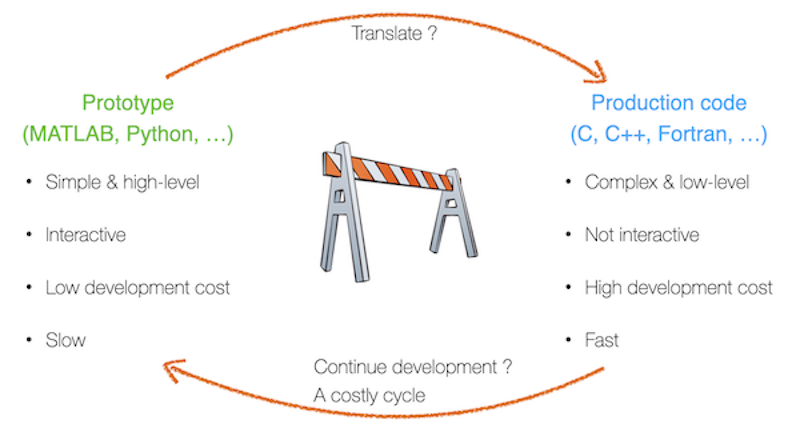 Translate ?
Prototype
(MATLAB, Python, …)
• Simple & high-level
• Interactive
• Low development cost
• Slow
Production code
(C, C++, Fortran, …)
• Complex & low-level
• Not interactive
• High development cost
• Fast
Continue development ?
A costly cycle